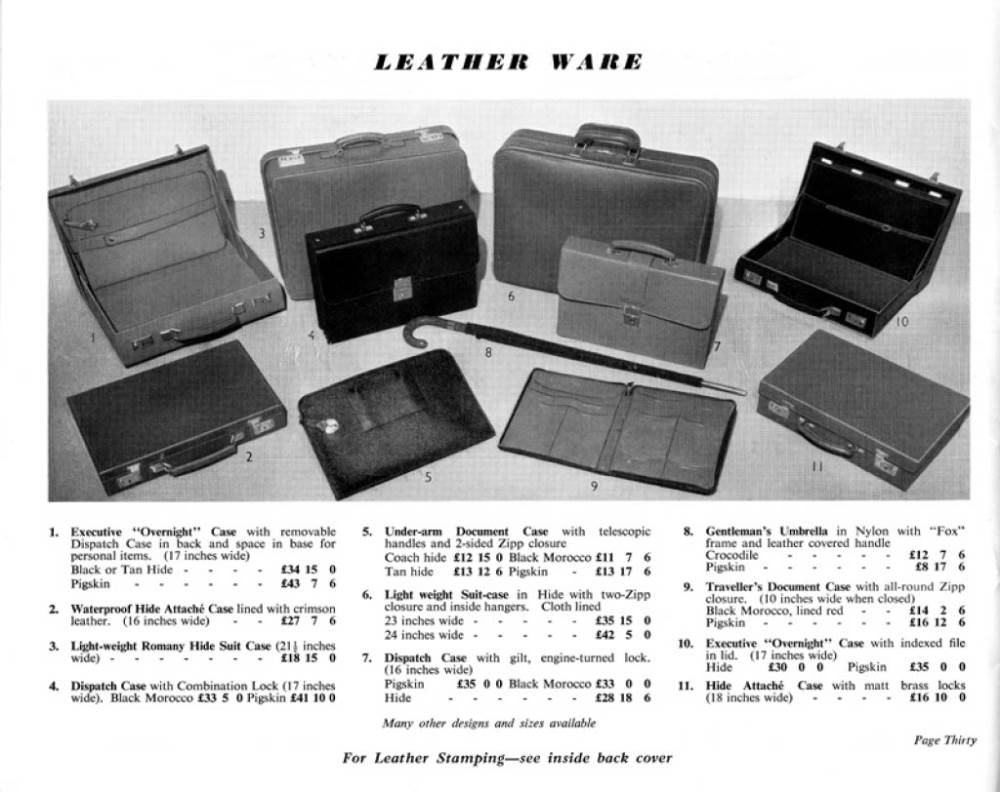 LEATHER WARE
1
2
3
4
5
6
7
8
9
10
11
1. Executive "Overnight" Case with removable
Dispatch Case in back and space in base for
personal items. (17 inches wide)
Black or Tan Hide - - - - £34 15 0
Pigskin - - - - - - £43 7 6
2. Waterproof Hide Attaché Case lined with crimson
leather. (16 inches wide) - - £27 7 6
3. Light-weight Romany Hide Suit Case (21½ inches
wide) - - - - - - - £18 15 0
4. Dispatch Case with Combination Lock (17 inches
wide). Black Morocco £33 5 0 Pigskin £41 10 0
5. Under-arm Document Case with telescopic
handles and 2-sided Zipp closure
Coach hide £12 15 0 Black Morocco £11 7 6
Tan hide £13 12 6 Pigskin - £13 17 6
6. Light weight Suit-case in Hide with two-Zipp
closure and inside hangers. Cloth lined
23 inches wide - - - - - £35 15 0
24 inches wide - - - - - £42 5 0
7. Dispatch Case with gilt, engine-turned lock.
(16 inches wide)
Pigskin £35 0 0 Black Morocco £33 0 0
Hide - - - - - - £28 18 6
Many other designs and sizes available
8. Gentleman's Umbrella in Nylon with "Fox"
frame and leather covered handle
Crocodile - - - - - £12 7 6
Pigskin - - - - - - £8 17 6
9. Traveller's Document Case with all-round Zipp
closure. (10 inches wide when closed)
Black Morocco, lined red - - £14 2 6
Pigskin - - - - - - £16 12 6
10. Executive "Overnight" Case with indexed file
in lid. (17 inches wide)
Hide £30 0 0 Pigskin £35 0 0
11. Hide Attaché Case with matt brass locks
(18 inches wide) - - - - £16 10 0
Page Thirty
For Leather Stamping—see inside back cover